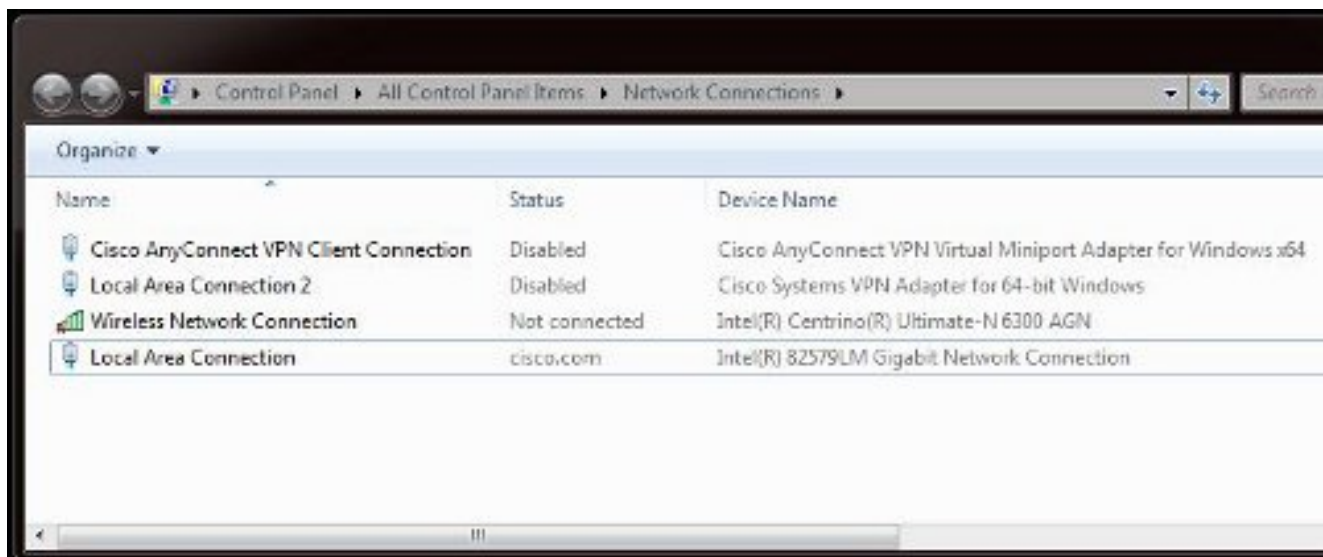 Control Panel All Control Panel Items Network Connections Search
Organize
Name Status Device Name
Cisco AnyConnect VPN Client Connection Disabled Cisco AnyConnect VPN Virtual Miniport Adapter for Windows x64
Local Area Connection 2 Disabled Cisco Systems VPN Adapter for 64-bit Windows
Wireless Network Connection Not connected Intel(R) Centrino(R) Ultimate-N 6300 AGN
Local Area Connection cisco.com Intel(R) 82579LM Gigabit Network Connection